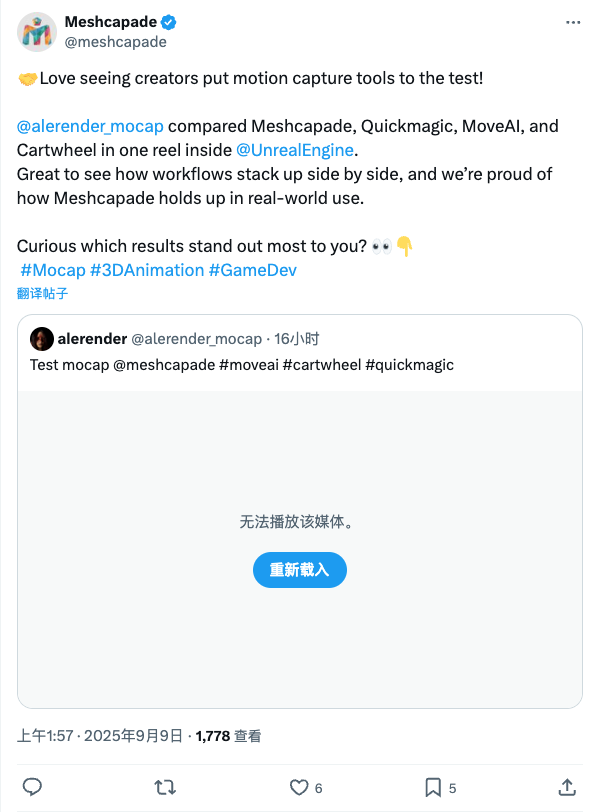 Meshcapade
@meshcapade
🤝Love seeing creators put motion capture tools to the test!
@alerender_mocap compared Meshcapade, Quickmagic, MoveAI, and
Cartwheel in one reel inside @UnrealEngine.
Great to see how workflows stack up side by side, and we’re proud of
how Meshcapade holds up in real-world use.
Curious which results stand out most to you? 👀👇
#Mocap #3DAnimation #GameDev
翻译帖子
alerender @alerender_mocap · 16小时
Test mocap @meshcapade #moveai #cartwheel #quickmagic
无法播放该媒体。
重新载入
上午1:57 · 2025年9月9日 · 1,778 查看
6 5